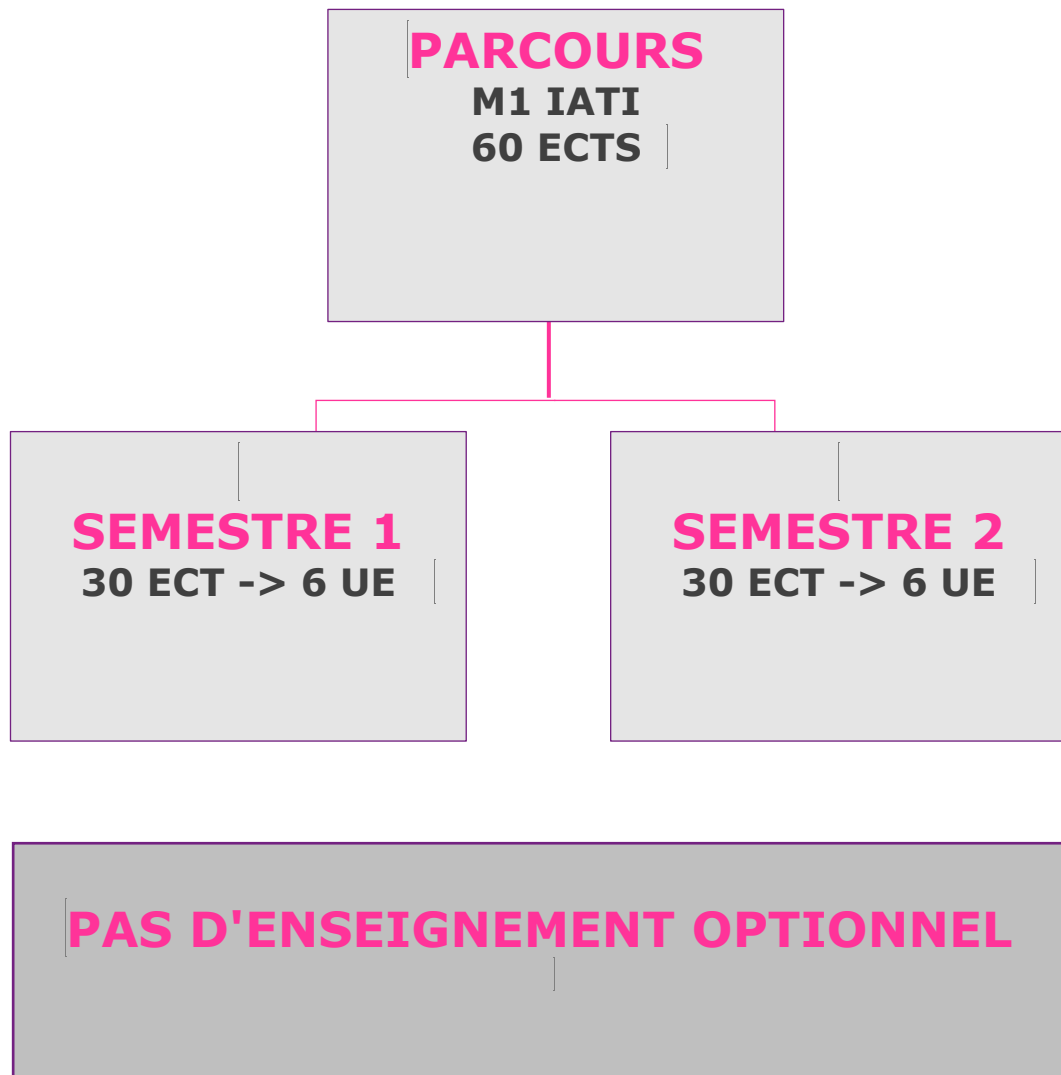 PARCOURS
M1 IATI
60 ECTS
SEMESTRE 1
30 ECT -> 6 UE
SEMESTRE 2
30 ECT -> 6 UE
PAS D'ENSEIGNEMENT OPTIONNEL